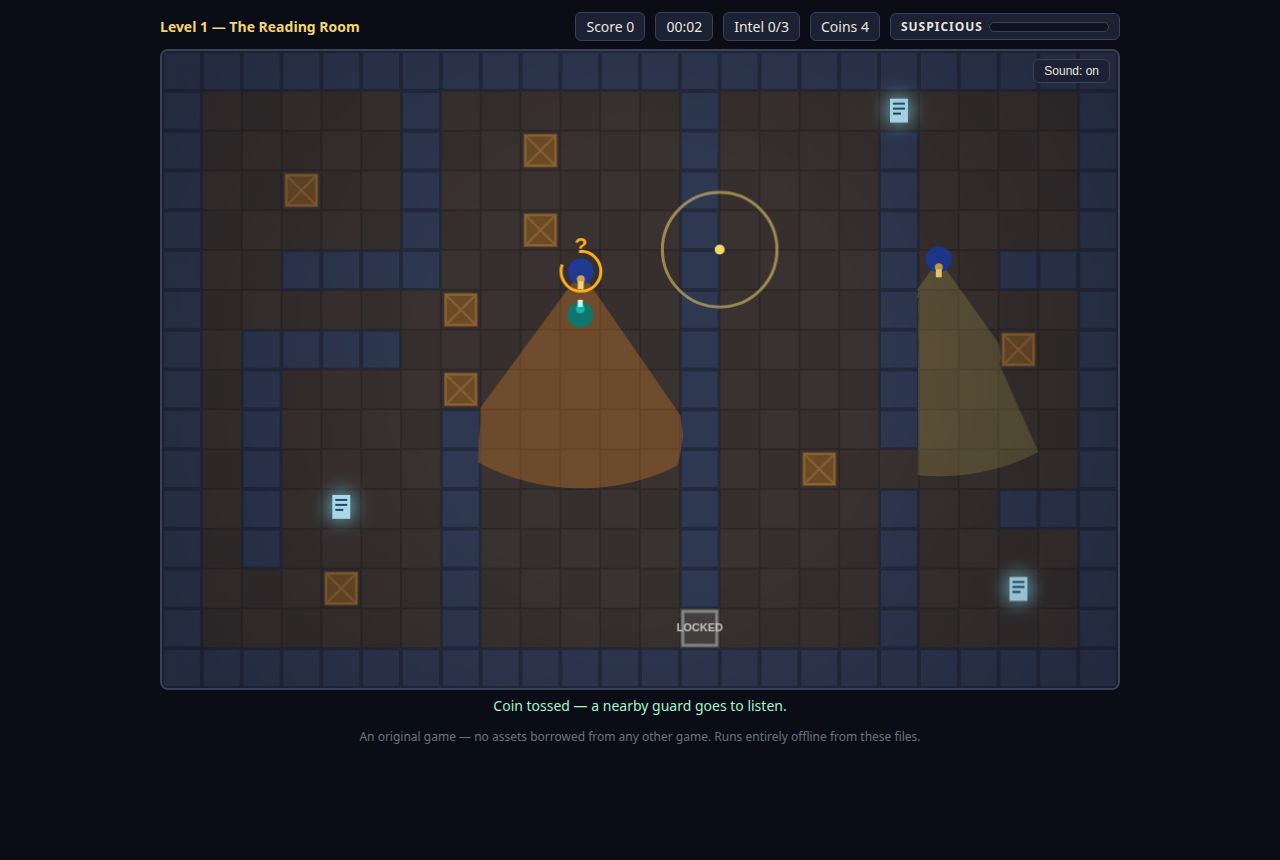 Level 1 — The Reading Room
Score 0
00:02
Intel 0/3
Coins 4
SUSPICIOUS
Sound: on
?
LOCKED
Coin tossed — a nearby guard goes to listen.
An original game — no assets borrowed from any other game. Runs entirely offline from these files.